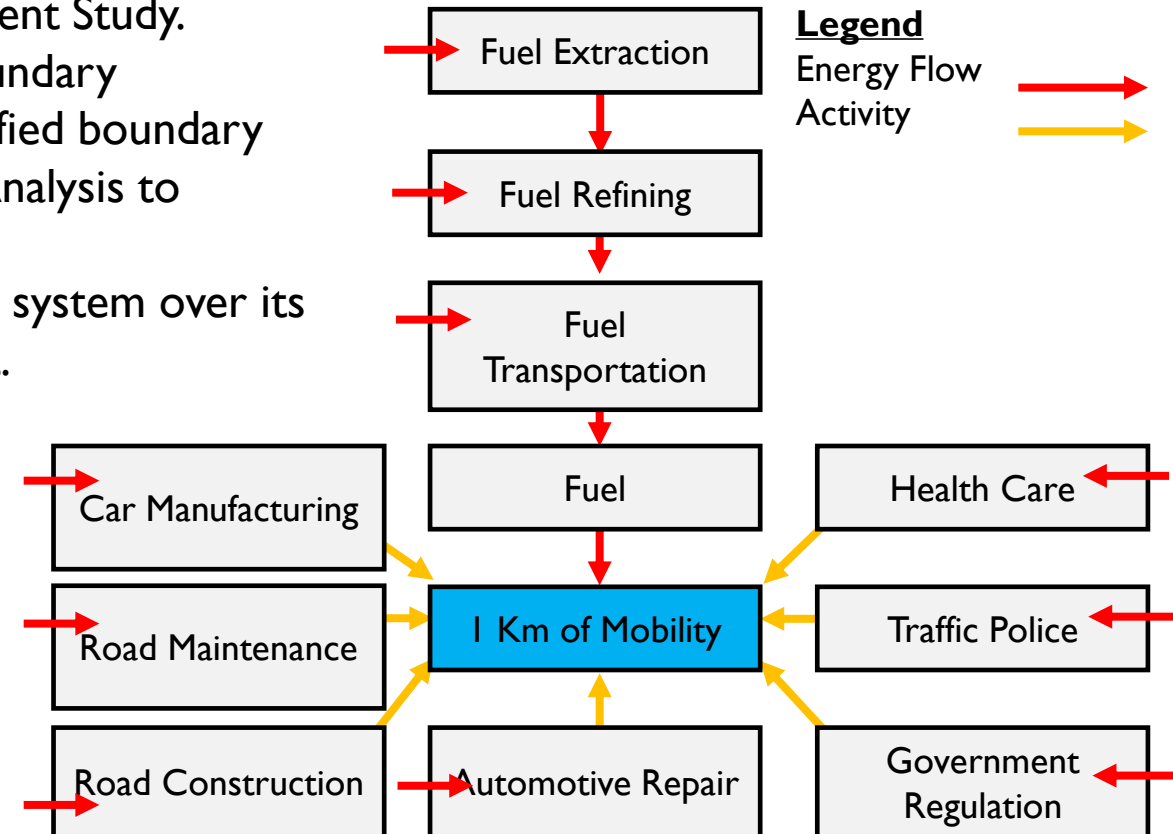 ent Study.
undary
fied boundary
nalysis to
system over its
Legend
Energy Flow
Activity
Fuel Extraction
Fuel Refining
Fuel
Transportation
Fuel
Car Manufacturing
Health Care
Road Maintenance
1 Km of Mobility
Traffic Police
Road Construction
Automotive Repair
Government
Regulation